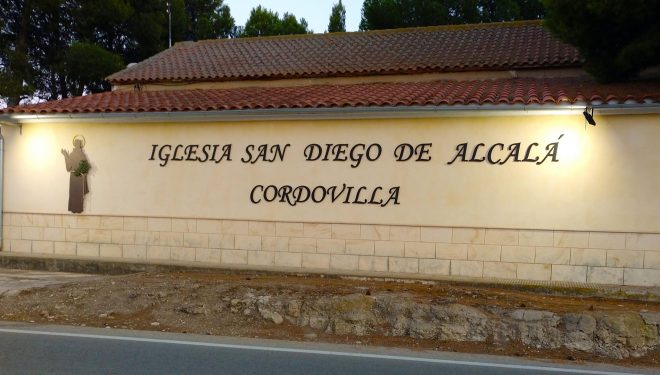 IGLESIA SAN DIEGO DE ALCALÁ
CORDOVILLA